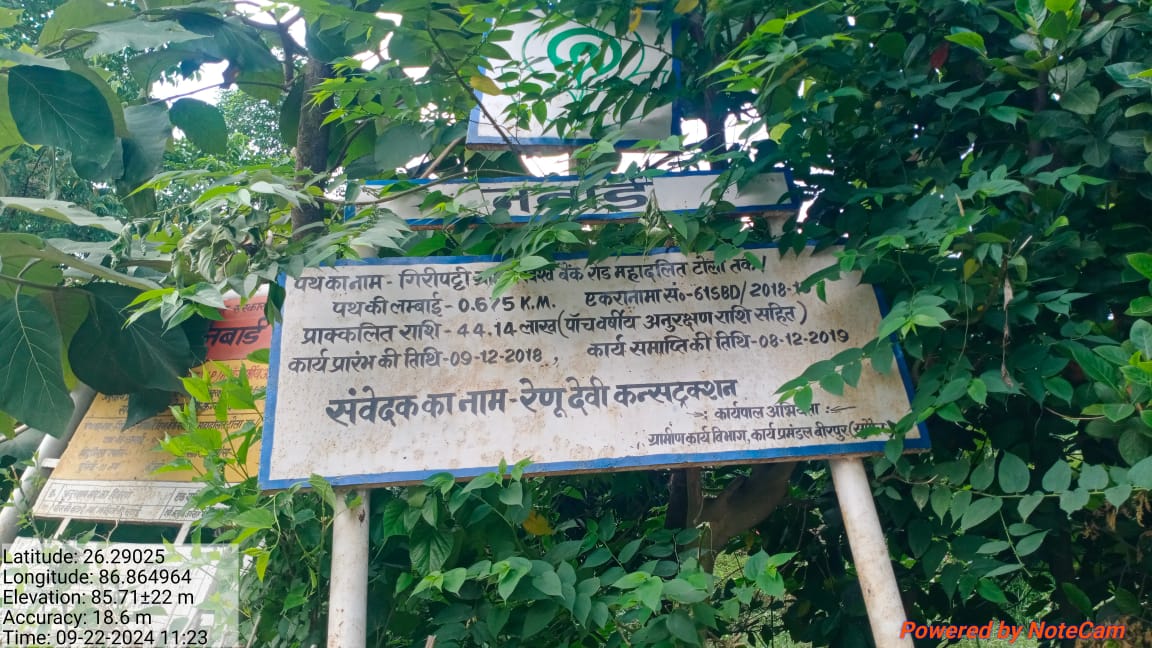 नबार्ड
पथ का नाम - गिरीपट्टी बैंक रोड महादलित टोला तक।
पथ की लम्बाई - 0.675 K.M. एकरानामा सं०- 61SBD/ 2018-
प्राक्कलित राशि - 44.14 लाख (पाँच वर्षीय अनुरक्षण राशि सहित)
कार्य प्रारंभ की तिथि - 09-12-2018 , कार्य समाप्ति की तिथि - 08-12-2019
संवेदक का नाम - रेणू देवी कन्सट्रक्शन
कार्यपाल अभियंता
ग्रामीण कार्य विभाग, कार्य प्रमंडल बीरपुर
नबार्ड
Latitude: 26.29025
Longitude: 86.864964
Elevation: 85.71±22 m
Accuracy: 18.6 m
Time: 09-22-2024 11:23
Powered by NoteCam